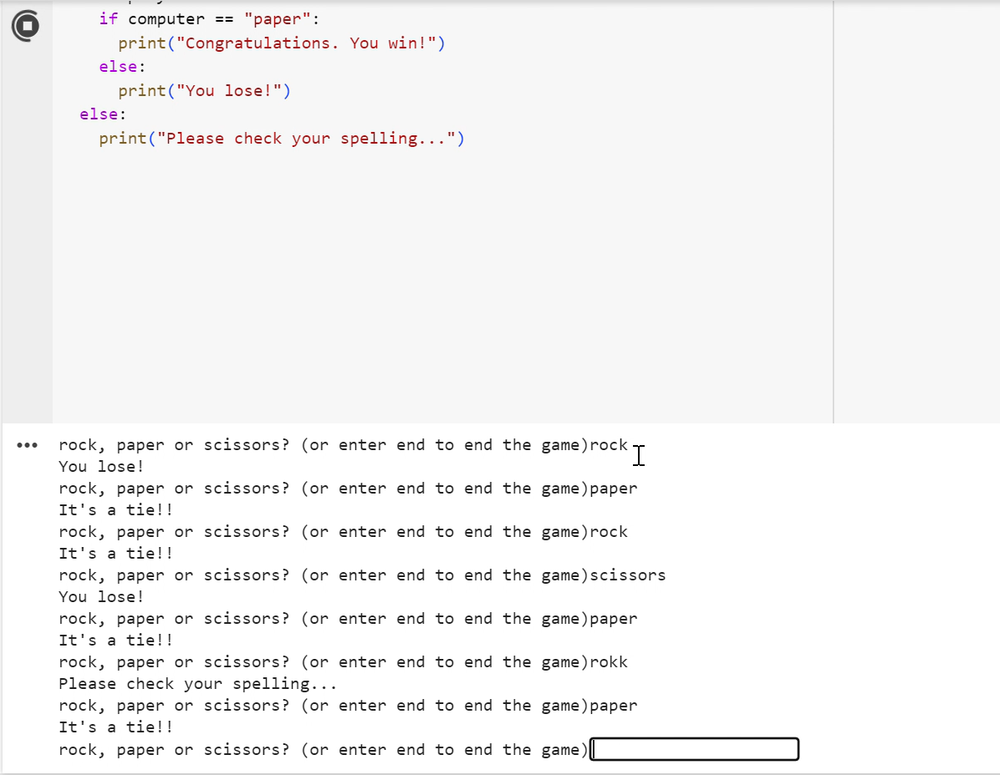 if computer == "paper":
print("Congratulations. You win!")
else:
print("You lose!")
else:
print("Please check your spelling...")
rock, paper or scissors? (or enter end to end the game)rock
You lose!
rock, paper or scissors? (or enter end to end the game)paper
It's a tie!!
rock, paper or scissors? (or enter end to end the game)rock
It's a tie!!
rock, paper or scissors? (or enter end to end the game)scissors
You lose!
rock, paper or scissors? (or enter end to end the game)paper
It's a tie!!
rock, paper or scissors? (or enter end to end the game)rokk
Please check your spelling...
rock, paper or scissors? (or enter end to end the game)paper
It's a tie!!
rock, paper or scissors? (or enter end to end the game)